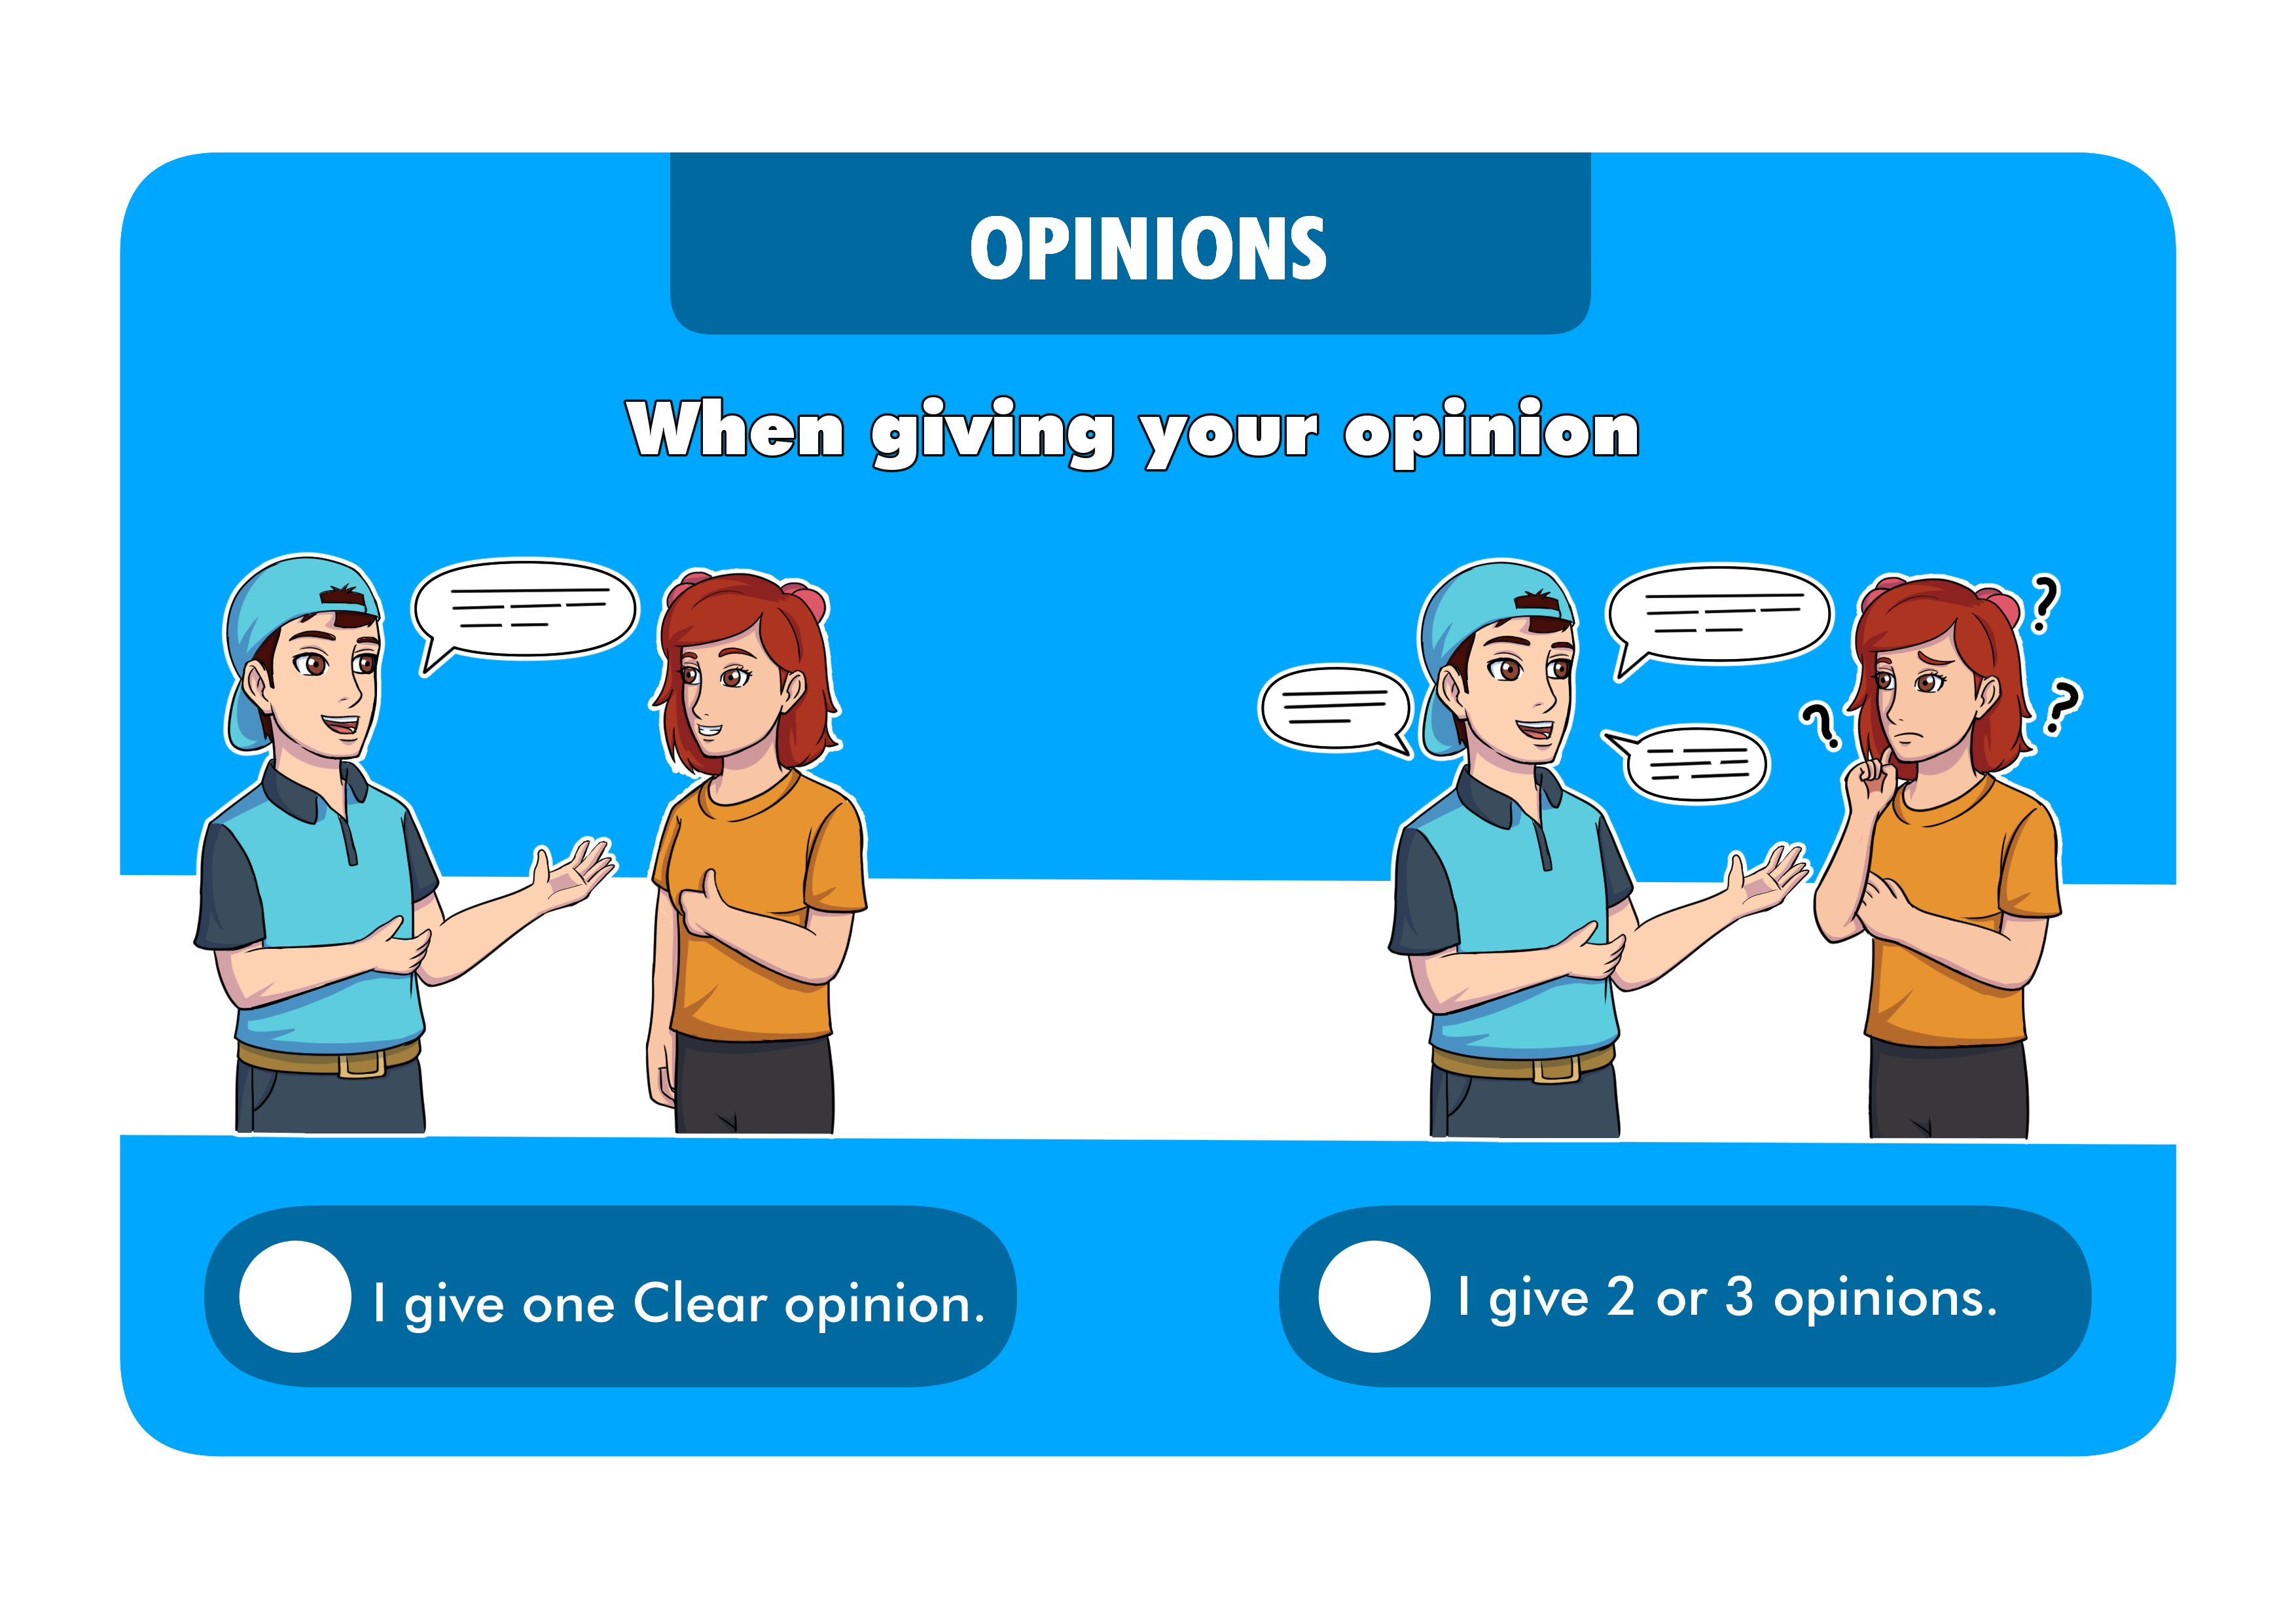 OPINIONS
When giving your opinion
?
?
?
I give one Clear opinion.
I give 2 or 3 opinions.